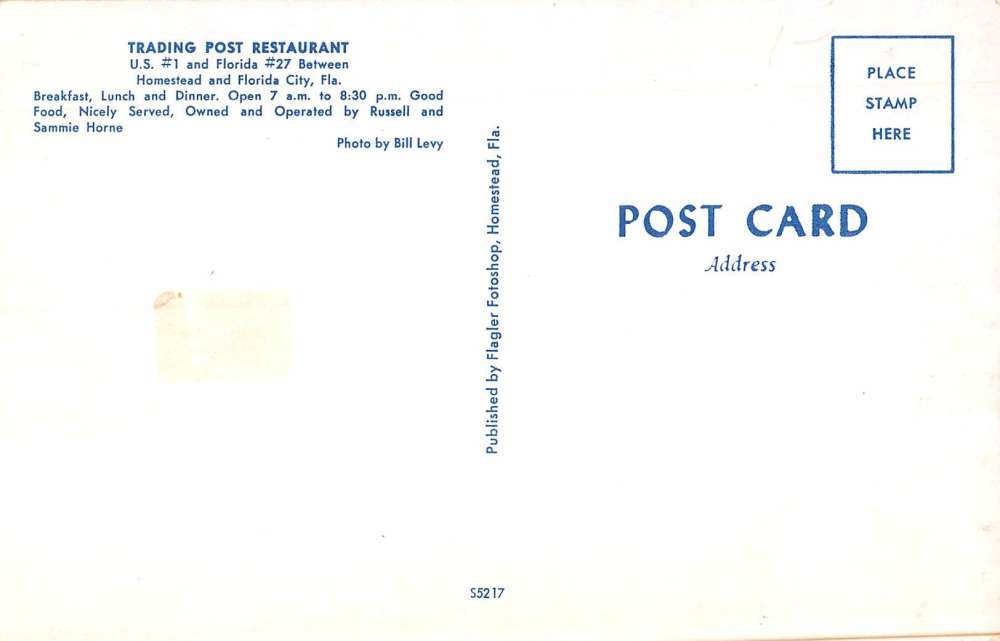 TRADING POST RESTAURANT
U.S. #1 and Florida #27 Between
Homestead and Florida City, Fla.
Breakfast, Lunch and Dinner. Open 7 a.m. to 8:30 p.m. Good
Food, Nicely Served, Owned and Operated by Russell and
Sammie Horne
Photo by Bill Levy
Published by Flagler Fotoshop, Homestead, Fla.
PLACE
STAMP
HERE
POST CARD
Address
S5217